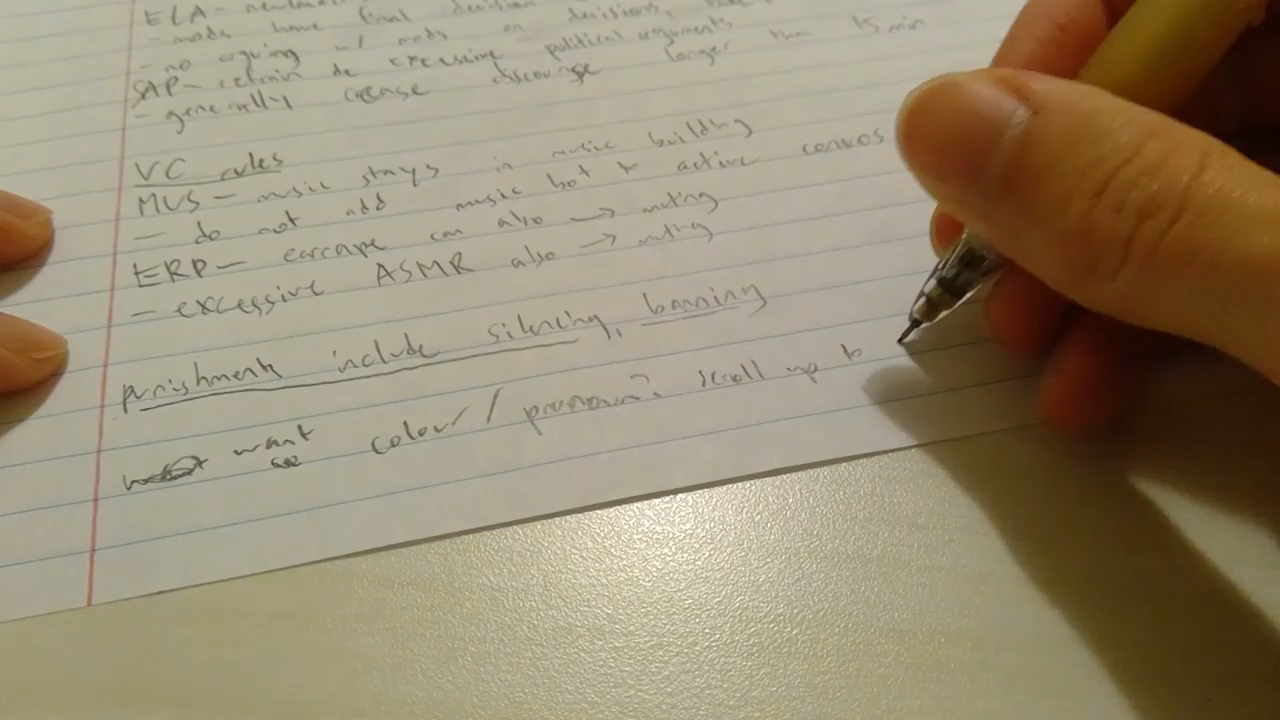 ELA -
- mods have final decision
- no arguing w/ mods on decisions,
SAP - refrain de excessive political arguments
- generally cease discourse longer than 15 min
VC rules
MUS - music stays in music building
- do not add music bot to active convos
ERP - earrape can also → muting
- excessive ASMR also → muting
punishments include silencing, banning
want colour / pronoun? scroll up to